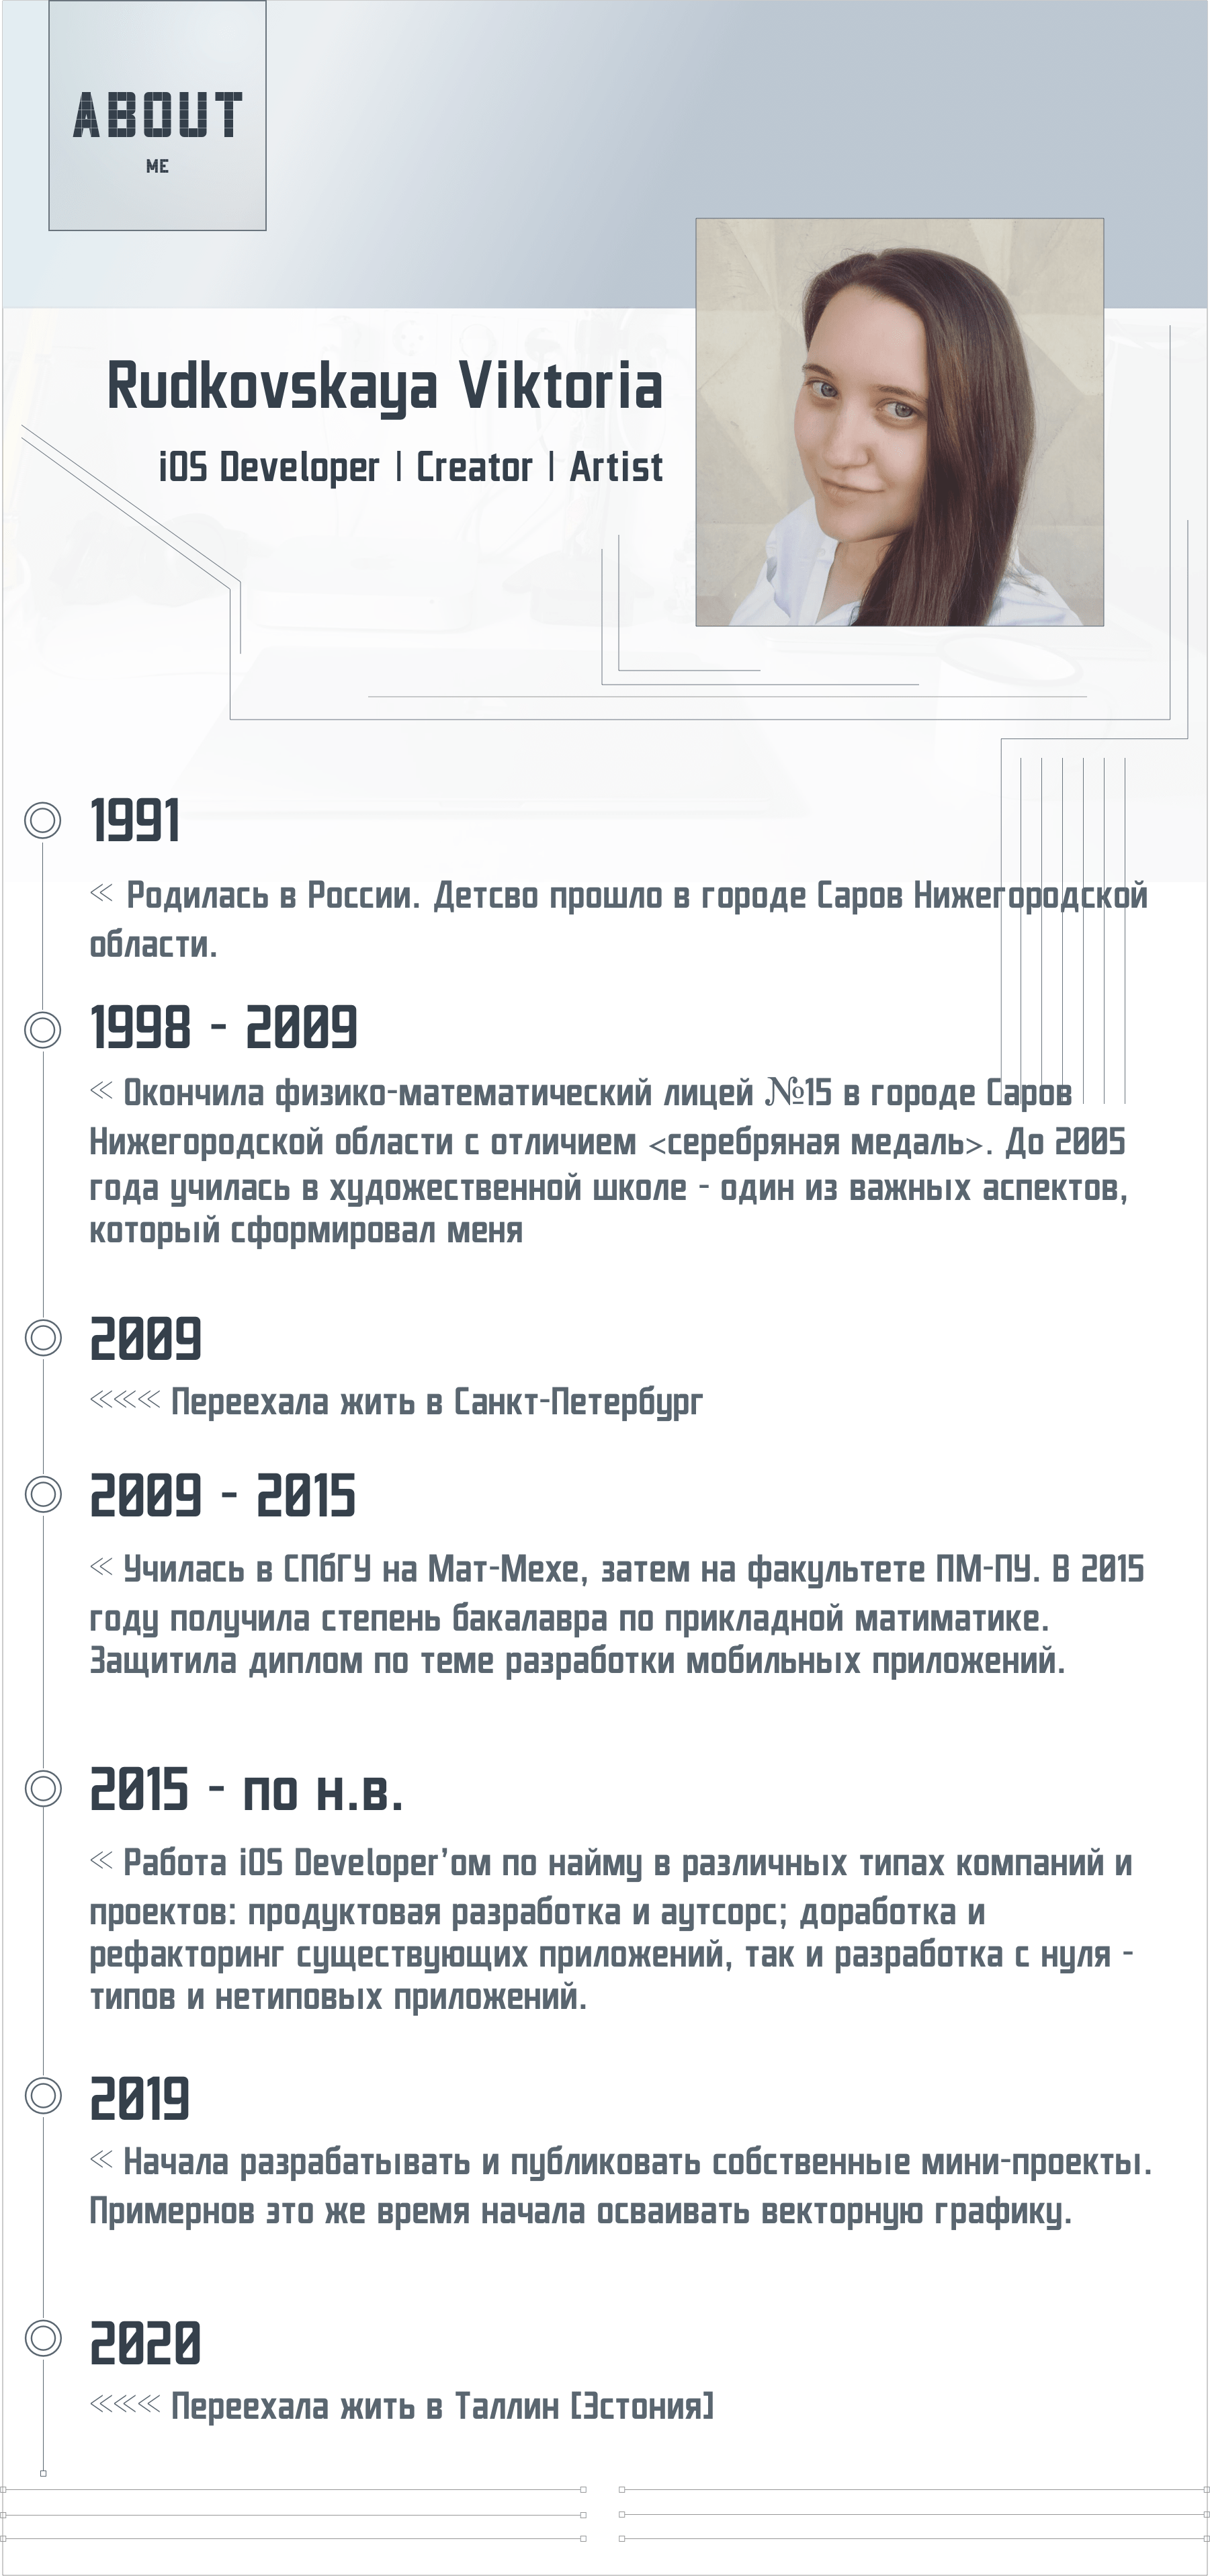 ABOUT
ME
Rudkovskaya Viktoria
iOS Developer | Creator | Artist
1991
« Родилась в России. Детсво прошло в городе Саров Нижегородской
области.
1998 - 2009
« Окончила физико-математический лицей №15 в городе Саров
Нижегородской области с отличием <серебряная медаль>. До 2005
года училась в художественной школе - один из важных аспектов,
который сформировал меня
2009
«««« Переехала жить в Санкт-Петербург
2009 - 2015
« Училась в СПбГУ на Мат-Мехе, затем на факультете ПМ-ПУ. В 2015
году получила степень бакалавра по прикладной матиматике.
Защитила диплом по теме разработки мобильных приложений.
2015 - по н.в.
« Работа iOS Developer’ом по найму в различных типах компаний и
проектов: продуктовая разработка и аутсорс; доработка и
рефакторинг существующих приложений, так и разработка с нуля -
типов и нетиповых приложений.
2019
« Начала разрабатывать и публиковать собственные мини-проекты.
Примернов это же время начала осваивать векторную графику.
2020
«««« Переехала жить в Таллин [Эстония]